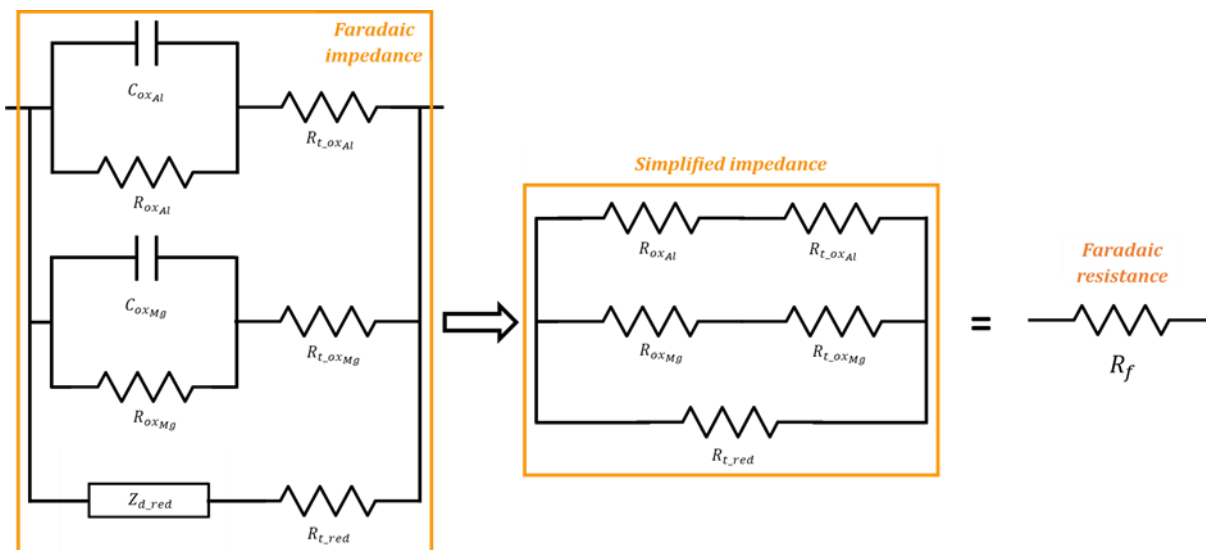 Faradaic
impedance
C_{ox_{Al}}
R_{t\_ox_{Al}}
R_{ox_{Al}}
C_{ox_{Mg}}
R_{t\_ox_{Mg}}
R_{ox_{Mg}}
Z_{d\_red}
R_{t\_red}
Simplified impedance
R_{ox_{Al}} R_{t\_ox_{Al}}
R_{ox_{Mg}} R_{t\_ox_{Mg}}
R_{t\_red}
=
Faradaic
resistance
R_f